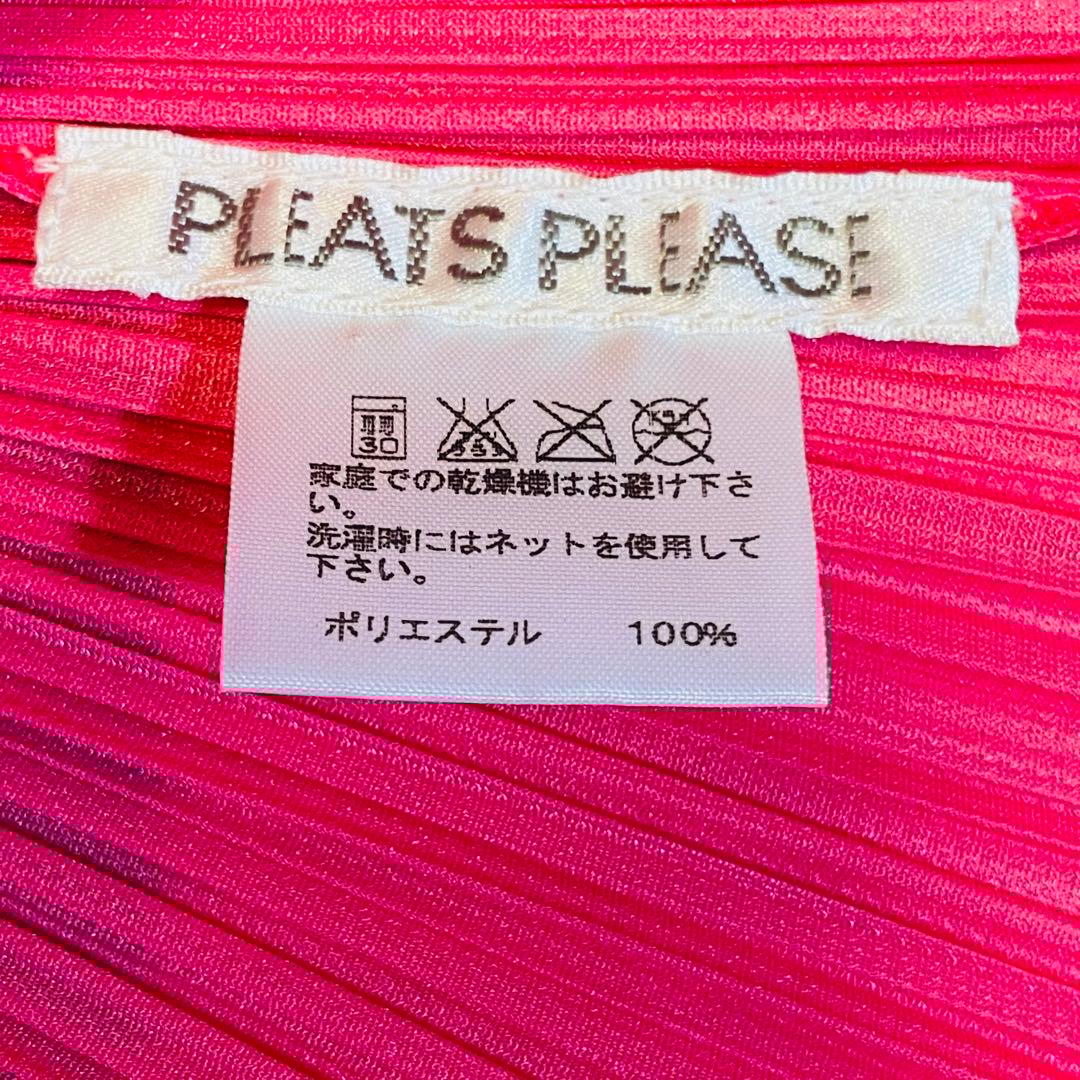 PLEATS PLEASE
30
家庭での乾燥機はお避け下さ
い。
洗濯時にはネットを使用して
下さい。
ポリエステル 100%